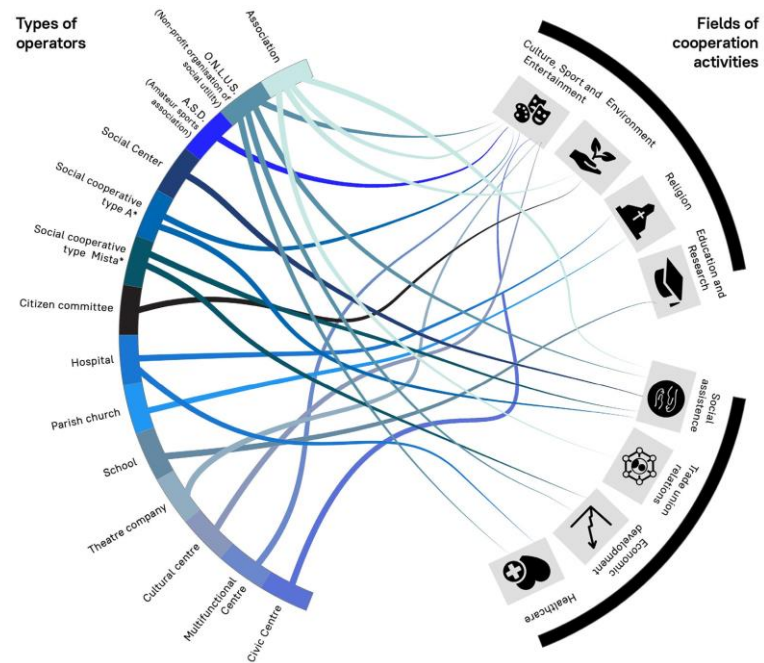 Types of
operators
Fields of
cooperation
activities
Association
O.N.L.U.S.
(Non-profit organisation of
social utility)
A.S.D.
(Amateur sports
association)
Social Center
Social cooperative
type A*
Social cooperative
type Mista*
Citizen committee
Hospital
Parish church
School
Theatre company
Cultural centre
Multifunctional
Centre
Civic Centre
Culture, Sport and
Entertainment
Environment
Religion
Education and
Research
Social
assistence
Trade union
relations
Economic
development
Healthcare